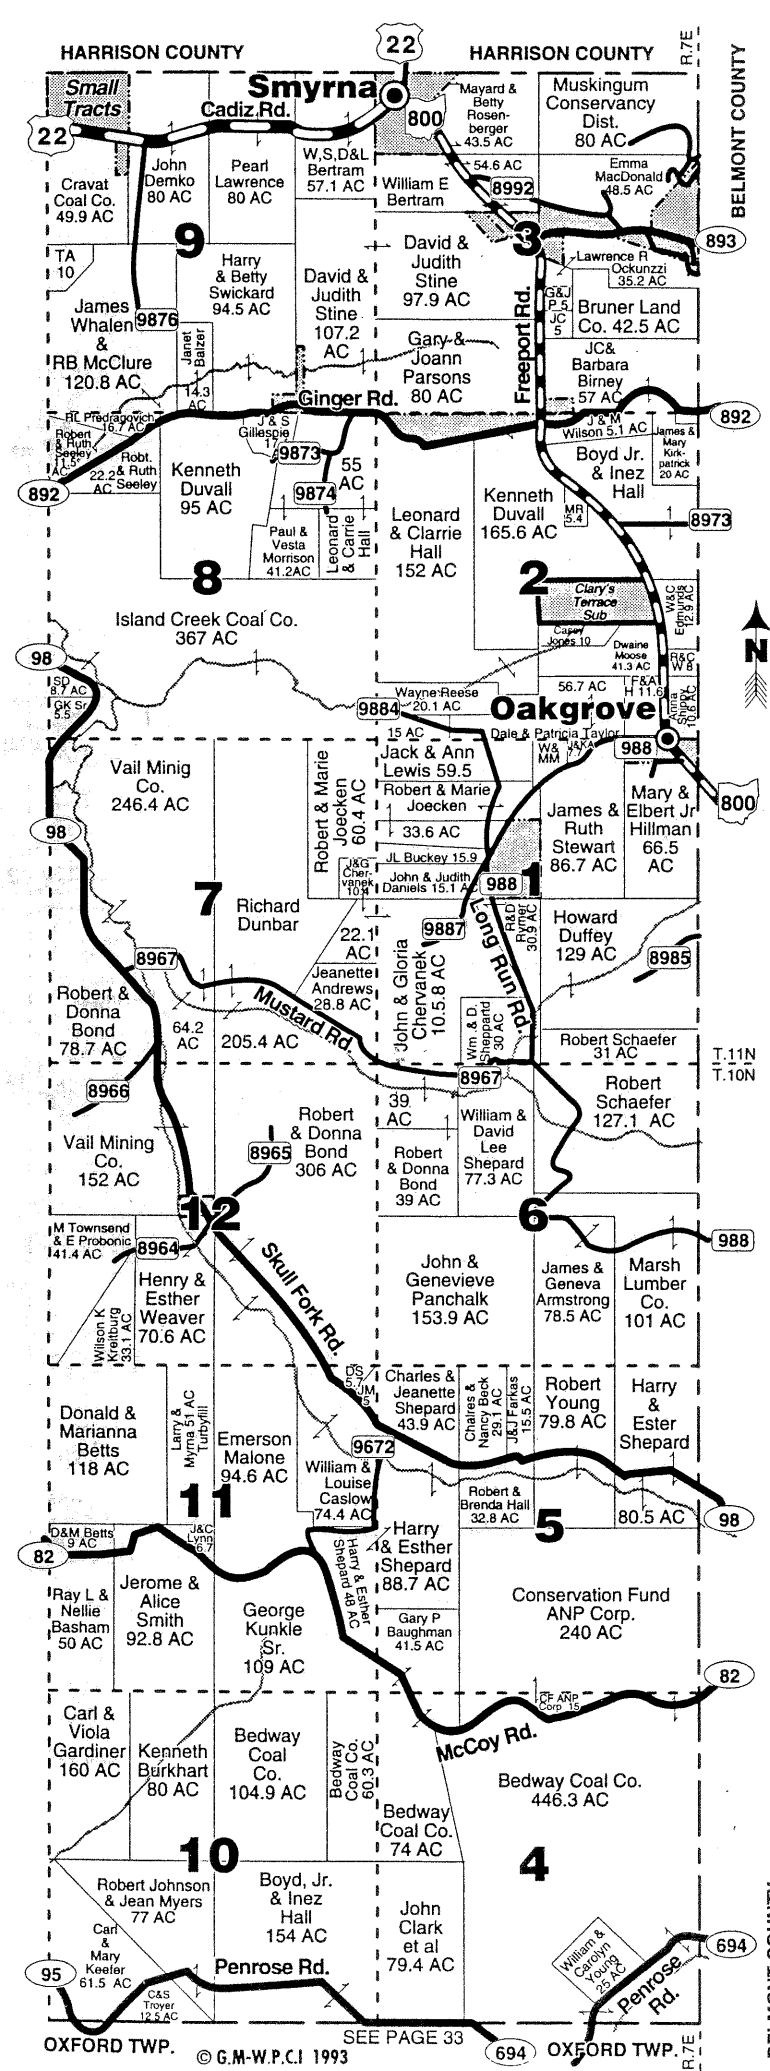 22
HARRISON COUNTY
HARRISON COUNTY
R.7E
BELMONT COUNTY
Small
Tracts
Smyrna
Cadiz Rd.
22
800
Mayard &
Betty
Rosen-
berger
43.5 AC
Muskingum
Conservancy
Dist.
80 AC
Cravat
Coal Co.
49.9 AC
John
Demko
80 AC
Pearl
Lawrence
80 AC
W,S,D&L
Bertram
57.1 AC
William E
Bertram
54.6 AC
8992
Emma
MacDonald
48.5 AC
893
9
3
TA
10
Harry
& Betty
Swickard
94.5 AC
David &
Judith
Stine
107.2
AC
David &
Judith
Stine
97.9 AC
Lawrence R
Ockunzzi
35.2 AC
G&J
P 5
JC
5
Bruner Land
Co. 42.5 AC
James
Whalen
&
RB McClure
120.8 AC
9876
Janet
Balzer
14.3
AC
Gary &
Joann
Parsons
80 AC
Freeport Rd.
JC&
Barbara
Birney
57 AC
Ginger Rd.
892
RL Predragovich
16.7 AC
Robert
& Ruth
Seeley
11.5
AC
22.2
AC
Robt.
& Ruth
Seeley
892
J & S
Gillespie
17
9873
9874
55
AC
Kenneth
Duvall
95 AC
J & M
Wilson 5.1 AC
Boyd Jr.
& Inez
Hall
James &
Mary
Kirk-
patrick
20 AC
Kenneth
Duvall
165.6 AC
MR
5.4
8973
Paul &
Vesta
Morrison
41.2AC
Leonard
& Carrie
Hall
Leonard
& Clarrie
Hall
152 AC
8
2
Clary's
Terrace
Sub
W&C
Edmunds
12.9 AC
Island Creek Coal Co.
367 AC
Casey
Jones 10
Dwaine
Moose
41.3 AC
R&C
W 8
N
98
SD
8.7 AC
GK Sr
5.5
Wayne Reese
20.1 AC
56.7 AC
F&A
H 11.6
Anna
Shippy
10.6 AC
9884
15 AC
Oakgrove
Dale & Patricia Taylor
W&
MM
J&KA
7.7
988
800
Vail Minig
Co.
246.4 AC
Robert & Marie
Joecken
60.4 AC
Jack & Ann
Lewis 59.5
Robert & Marie
Joecken
33.6 AC
James &
Ruth
Stewart
86.7 AC
Mary &
Elbert Jr
Hillman
66.5
AC
98
J&G
Cher-
vanek
10.4
JL Buckey 15.9
John & Judith
Daniels 15.1 AC
988
1
7
Richard
Dunbar
22.1
AC
9887
Long Run Rd.
R&D
Rymer
30.9 AC
Howard
Duffey
129 AC
8985
8967
Jeanette
Andrews
28.8 AC
John & Gloria
Chervanek
10.5.8 AC
Robert &
Donna
Bond
78.7 AC
64.2
AC
205.4 AC
Mustard Rd.
Wm. & D.
Sheppard
30 AC
Robert Schaefer
31 AC
T.11N
T.10N
8967
8966
39
AC
Robert
Schaefer
127.1 AC
Robert
& Donna
Bond
306 AC
William &
David
Lee
Shepard
77.3 AC
Vail Mining
Co.
152 AC
8965
Robert
& Donna
Bond
39 AC
12
6
M Townsend
& E Probonic
41.4 AC
8964
988
Henry &
Esther
Weaver
70.6 AC
Wilson K
Kreitburg
33.1 AC
Skull Fork Rd.
John &
Genevieve
Panchalk
153.9 AC
James &
Geneva
Armstrong
78.5 AC
Marsh
Lumber
Co.
101 AC
DS
5.7
JM
5
Charles &
Jeanette
Shepard
43.9 AC
Chalres &
Nancy Beck
29.1 AC
J&J Farkas
15.5 AC
Robert
Young
79.8 AC
Harry
&
Ester
Shepard
Donald &
Marianna
Betts
118 AC
Larry &
Myrna 51 AC
Turbyfill
Emerson
Malone
94.6 AC
9672
William &
Louise
Caslow
74.4 AC
Robert &
Brenda Hall
32.8 AC
80.5 AC
98
11
5
D&M Betts
9 AC
J&C
Lynn
6.7
82
Harry
& Esther
Shepard
88.7 AC
Harry & Esther
Shepard 48 AC
Ray L &
Nellie
Basham
50 AC
Jerome &
Alice
Smith
92.8 AC
George
Kunkle
Sr.
109 AC
Gary P
Baughman
41.5 AC
Conservation Fund
ANP Corp.
240 AC
82
CF ANP
Corp 15
McCoy Rd.
Carl &
Viola
Gardiner
160 AC
Kenneth
Burkhart
80 AC
Bedway
Coal
Co.
104.9 AC
Bedway
Coal Co.
60.3 AC
Bedway Coal Co.
446.3 AC
Bedway
Coal Co.
74 AC
10
4
Robert Johnson
& Jean Myers
77 AC
Boyd, Jr.
& Inez
Hall
154 AC
John
Clark
et al
79.4 AC
Carl
&
Mary
Keefer
61.5 AC
William &
Carolyn
Young
25 AC
694
95
Penrose Rd.
C&S
Troyer
12.5 AC
Penrose
Rd.
OXFORD TWP.
SEE PAGE 33
694
OXFORD TWP.
R.7E
© G.M-W.P.C.I 1993